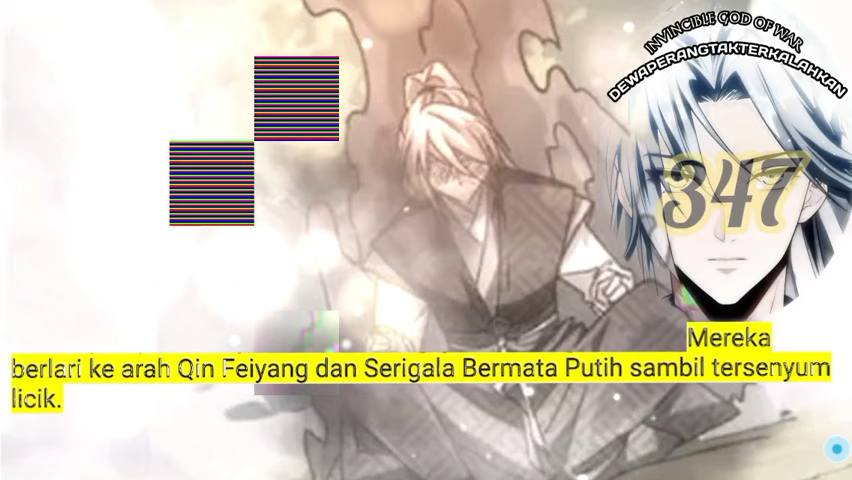 INVINCIBLE GOD OF WAR
DEWAPERANGTAKTERKALAHKAN
347
Mereka
berlari ke arah Qin Feiyang dan Serigala Bermata Putih sambil tersenyum
licik.